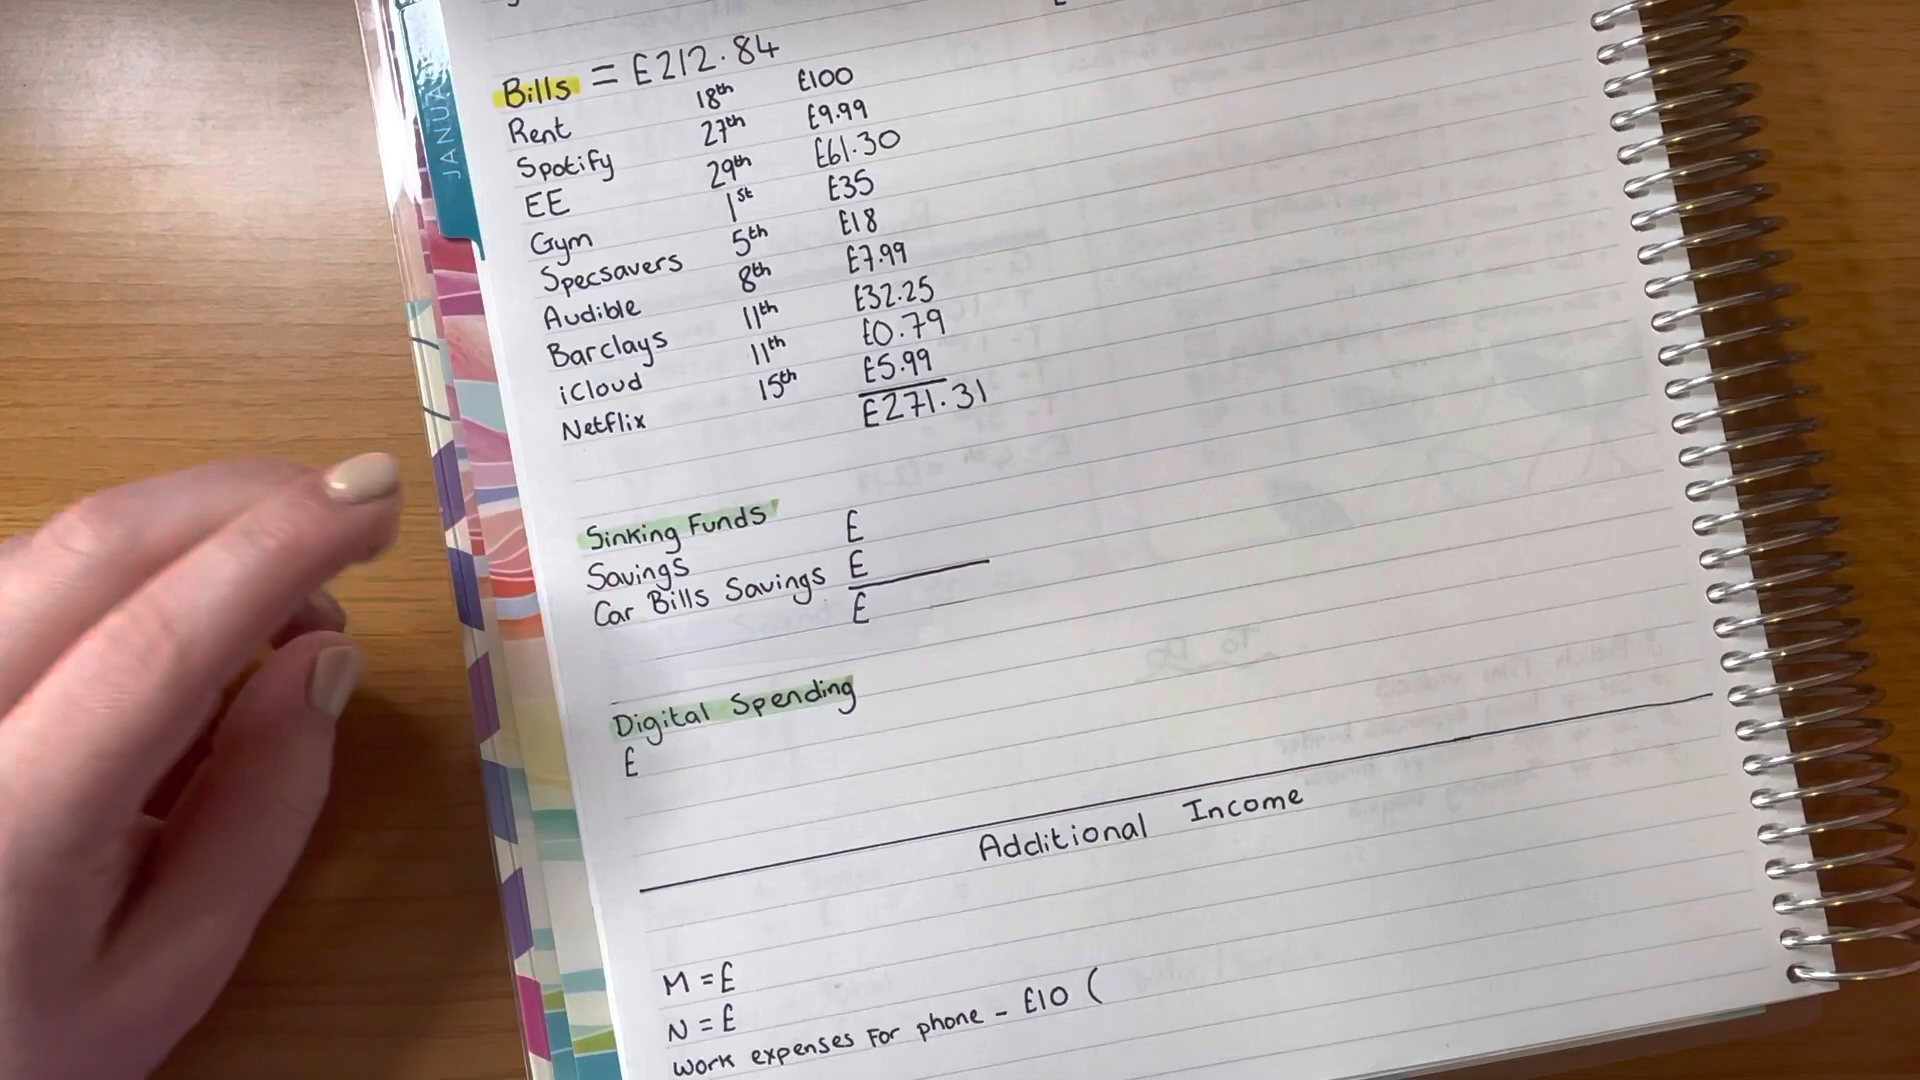 JANUA
Bills = £212.84
Rent 18th £100
Spotify 27th £9.99
EE 29th £61.30
Gym 1st £35
Specsavers 5th £18
Audible 8th £7.99
Barclays 11th £32.25
iCloud 11th £0.79
Netflix 15th £5.99
£271.31
Sinking Funds
Savings £
Car Bills Savings £
£
Digital Spending
£
Additional Income
M = £
N = £
Work expenses for phone - £10 (